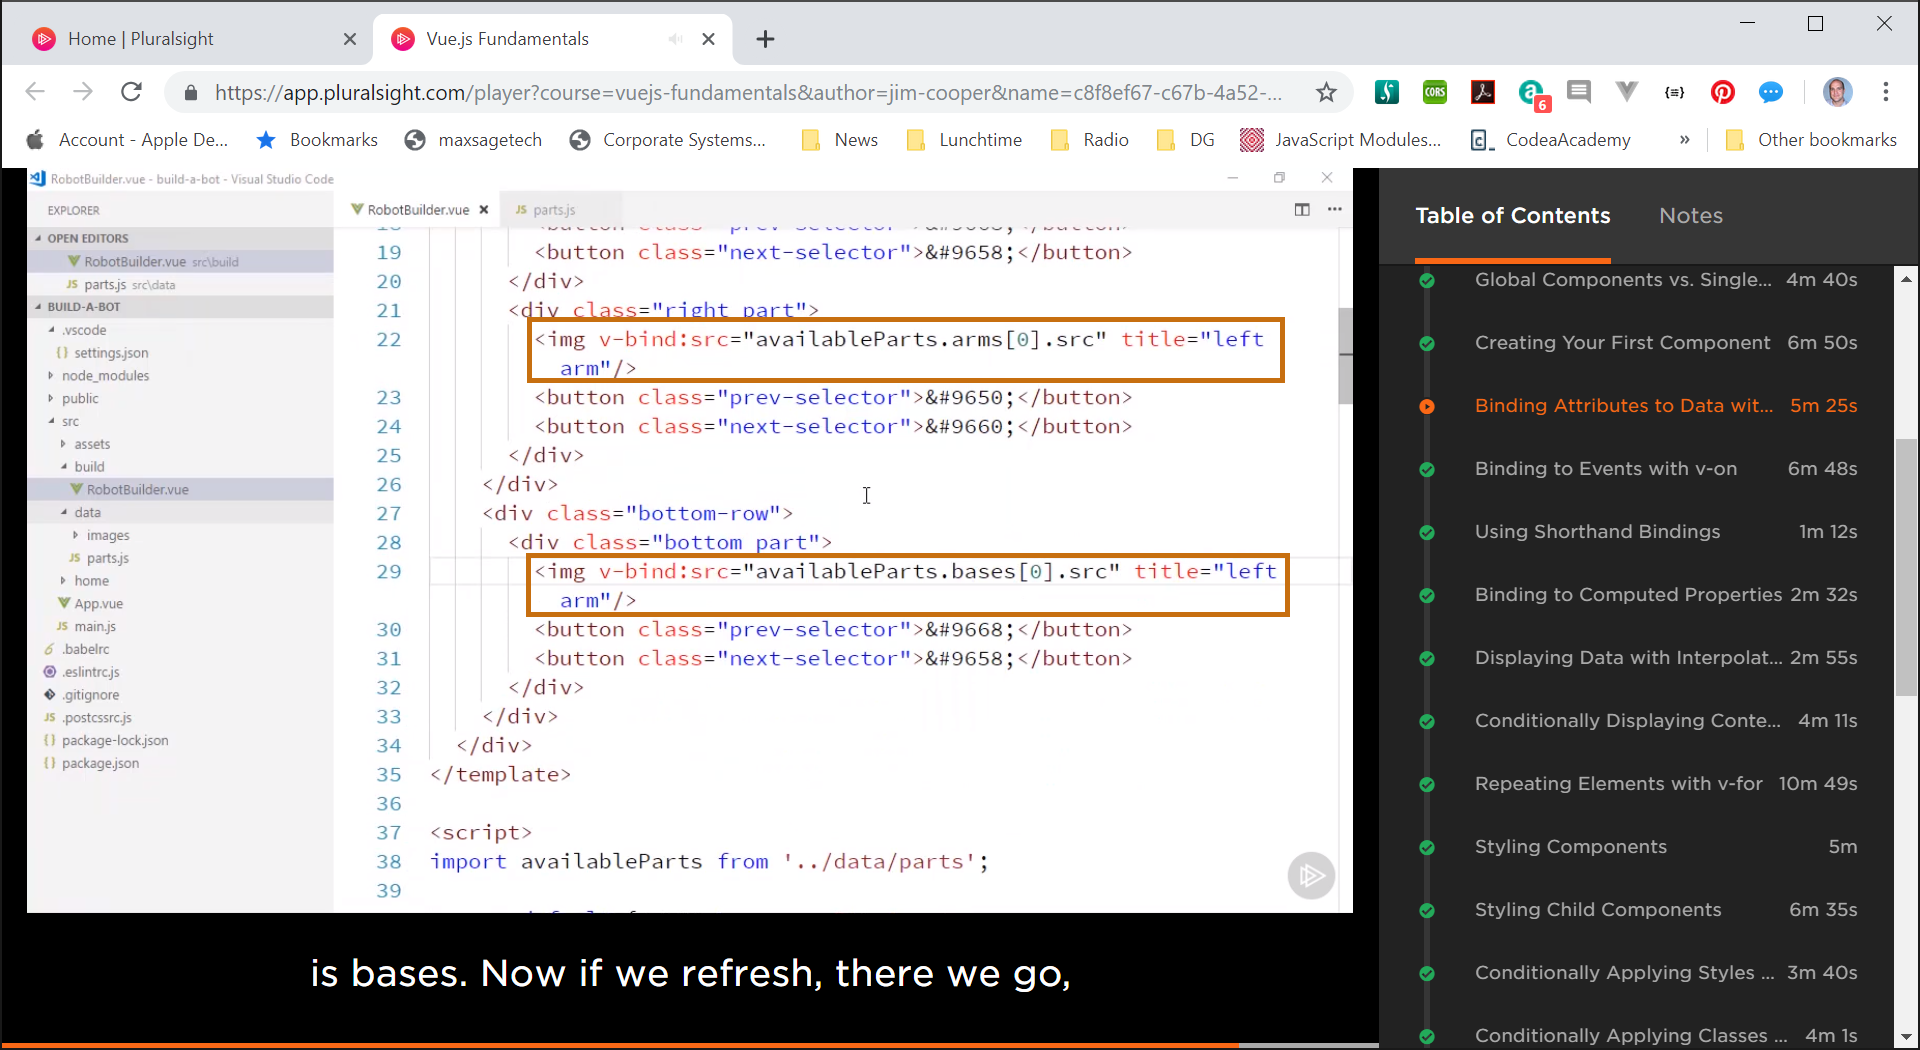 Home | Pluralsight
Vue.js Fundamentals
https://app.pluralsight.com/player?course=vuejs-fundamentals&author=jim-cooper&name=c8f8ef67-c67b-4a52-...
CORS
6
Account - Apple De...
Bookmarks
maxsagetech
Corporate Systems...
News
Lunchtime
Radio
DG
JavaScript Modules...
CodeaAcademy
»
Other bookmarks
RobotBuilder.vue - build-a-bot - Visual Studio Code
EXPLORER
OPEN EDITORS
RobotBuilder.vue src\build
JS parts.js src\data
BUILD-A-BOT
.vscode
{} settings.json
node_modules
public
src
assets
build
RobotBuilder.vue
data
images
JS parts.js
home
App.vue
JS main.js
.babelrc
.eslintrc.js
.gitignore
JS .postcssrc.js
{} package-lock.json
{} package.json
RobotBuilder.vue
JS parts.js
18 <button class="prev-selector">&#9668;</button>
19 <button class="next-selector">&#9658;</button>
20 </div>
21 <div class="right part">
22 <img v-bind:src="availableParts.arms[0].src" title="left
arm"/>
23 <button class="prev-selector">&#9650;</button>
24 <button class="next-selector">&#9660;</button>
25 </div>
26 </div>
27 <div class="bottom-row">
28 <div class="bottom part">
29 <img v-bind:src="availableParts.bases[0].src" title="left
arm"/>
30 <button class="prev-selector">&#9668;</button>
31 <button class="next-selector">&#9658;</button>
32 </div>
33 </div>
34 </div>
35 </template>
36
37 <script>
38 import availableParts from '../data/parts';
39
is bases. Now if we refresh, there we go,
Table of Contents
Notes
Global Components vs. Single... 4m 40s
Creating Your First Component 6m 50s
Binding Attributes to Data wit... 5m 25s
Binding to Events with v-on 6m 48s
Using Shorthand Bindings 1m 12s
Binding to Computed Properties 2m 32s
Displaying Data with Interpolat... 2m 55s
Conditionally Displaying Conte... 4m 11s
Repeating Elements with v-for 10m 49s
Styling Components 5m
Styling Child Components 6m 35s
Conditionally Applying Styles ... 3m 40s
Conditionally Applying Classes ... 4m 1s